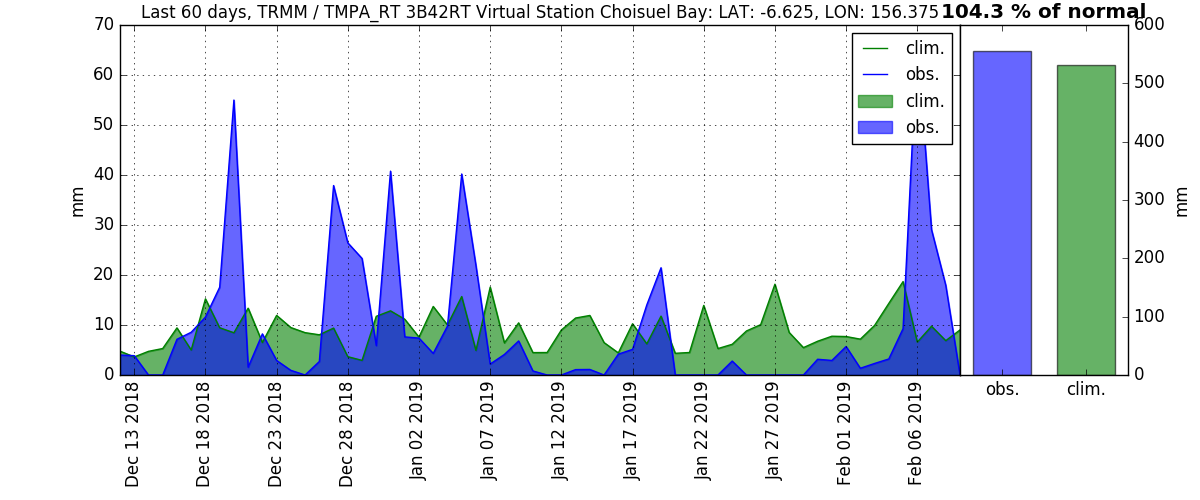 Last 60 days, TRMM / TMPA_RT 3B42RT Virtual Station Choisuel Bay: LAT: -6.625, LON: 156.375
104.3 % of normal
70
60
50
40
30
20
10
0
mm
clim.
obs.
clim.
obs.
Dec 13 2018
Dec 18 2018
Dec 23 2018
Dec 28 2018
Jan 02 2019
Jan 07 2019
Jan 12 2019
Jan 17 2019
Jan 22 2019
Jan 27 2019
Feb 01 2019
Feb 06 2019
600
500
400
300
200
100
0
mm
obs.
clim.